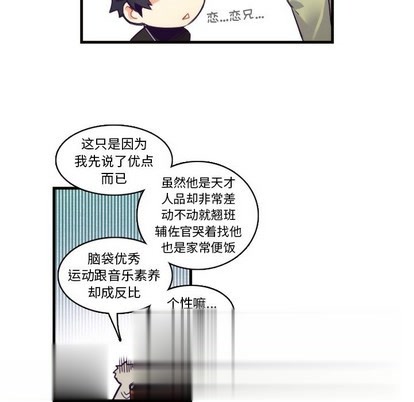 恋...恋兄...
这只是因为
我先说了优点
而已
虽然他是天才
人品却非常差
动不动就翘班
辅佐官哭着找他
也是家常便饭
脑袋优秀
运动跟音乐素养
却成反比
个性嘛...